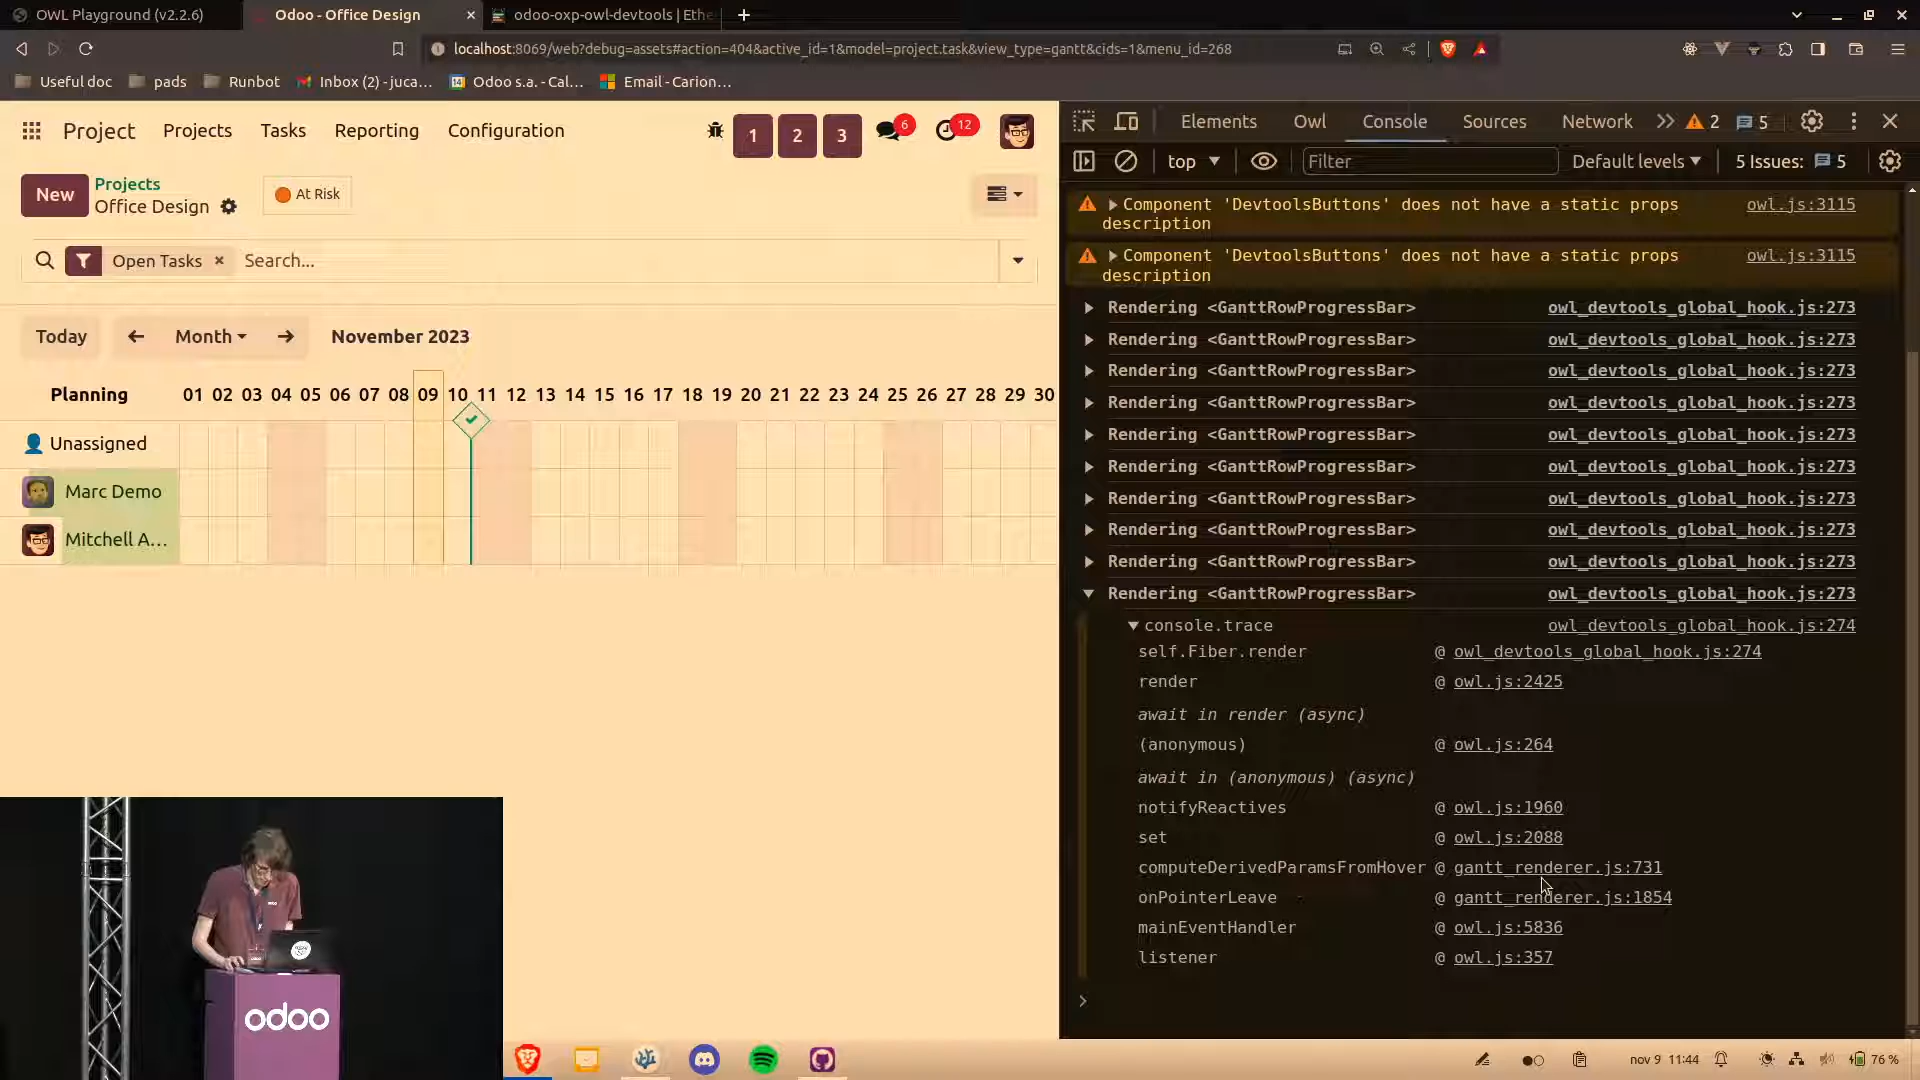 OWL Playground (v2.2.6)
Odoo - Office Design
odoo-oxp-owl-devtools | Ethe
localhost:8069/web?debug=assets#action=404&active_id=1&model=project.task&view_type=gantt&cids=1&menu_id=268
Useful doc
pads
Runbot
Inbox (2) - juca...
Odoo s.a. - Cal...
Email - Carion...
Project
Projects
Tasks
Reporting
Configuration
1
2
3
6
12
New
Projects
Office Design
At Risk
Open Tasks
Search...
Today
Month
November 2023
Planning
01 02 03 04 05 06 07 08 09 10 11 12 13 14 15 16 17 18 19 20 21 22 23 24 25 26 27 28 29 30
Unassigned
Marc Demo
Mitchell A...
Elements
Owl
Console
Sources
Network
2
5
top
Filter
Default levels
5 Issues: 5
Component 'DevtoolsButtons' does not have a static props owl.js:3115
description
Component 'DevtoolsButtons' does not have a static props owl.js:3115
description
Rendering <GanttRowProgressBar> owl_devtools_global_hook.js:273
Rendering <GanttRowProgressBar> owl_devtools_global_hook.js:273
Rendering <GanttRowProgressBar> owl_devtools_global_hook.js:273
Rendering <GanttRowProgressBar> owl_devtools_global_hook.js:273
Rendering <GanttRowProgressBar> owl_devtools_global_hook.js:273
Rendering <GanttRowProgressBar> owl_devtools_global_hook.js:273
Rendering <GanttRowProgressBar> owl_devtools_global_hook.js:273
Rendering <GanttRowProgressBar> owl_devtools_global_hook.js:273
Rendering <GanttRowProgressBar> owl_devtools_global_hook.js:273
Rendering <GanttRowProgressBar> owl_devtools_global_hook.js:273
console.trace owl_devtools_global_hook.js:274
self.Fiber.render @ owl_devtools_global_hook.js:274
render @ owl.js:2425
await in render (async)
(anonymous) @ owl.js:264
await in (anonymous) (async)
notifyReactives @ owl.js:1960
set @ owl.js:2088
computeDerivedParamsFromHover @ gantt_renderer.js:731
onPointerLeave @ gantt_renderer.js:1854
mainEventHandler @ owl.js:5836
listener @ owl.js:357
odoo
nov 9 11:44
76 %